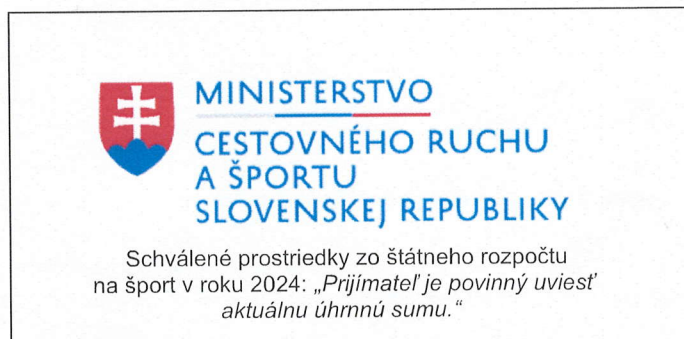 MINISTERSTVO
CESTOVNÉHO RUCHU
A ŠPORTU
SLOVENSKEJ REPUBLIKY
Schválené prostriedky zo štátneho rozpočtu
na šport v roku 2024: „Prijímateľ je povinný uviesť
aktuálnu úhrnnú sumu.“